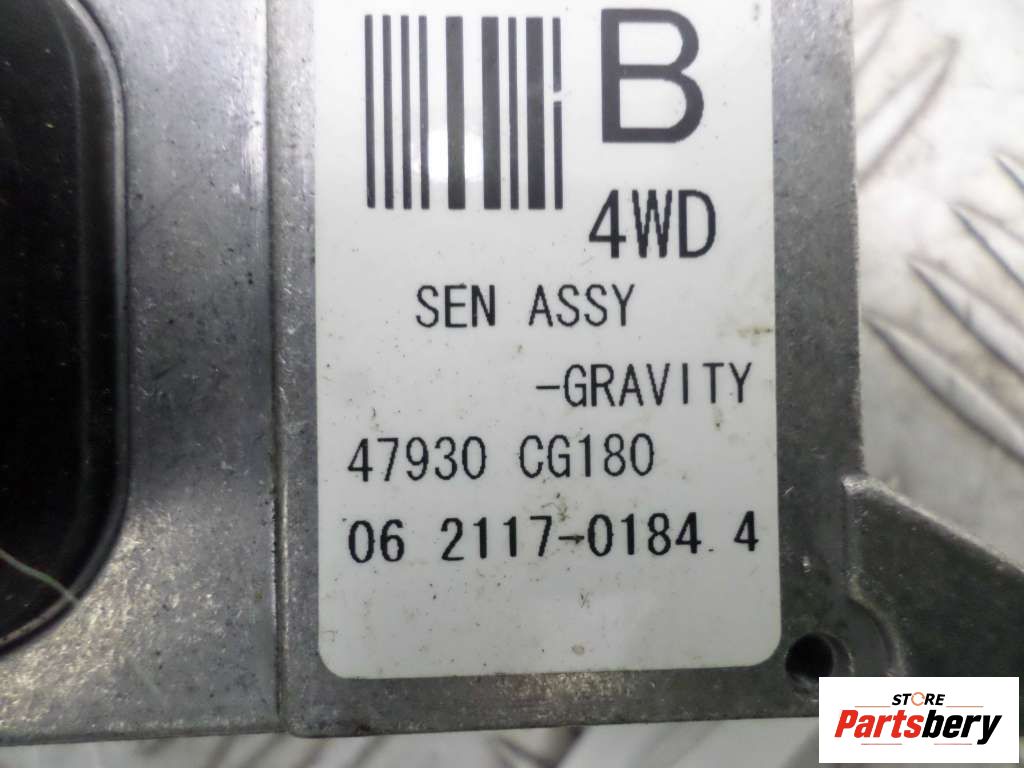 B
4WD
SEN ASSY
-GRAVITY
47930 CG180
06 2117-0184 4
STORE
Partsbery